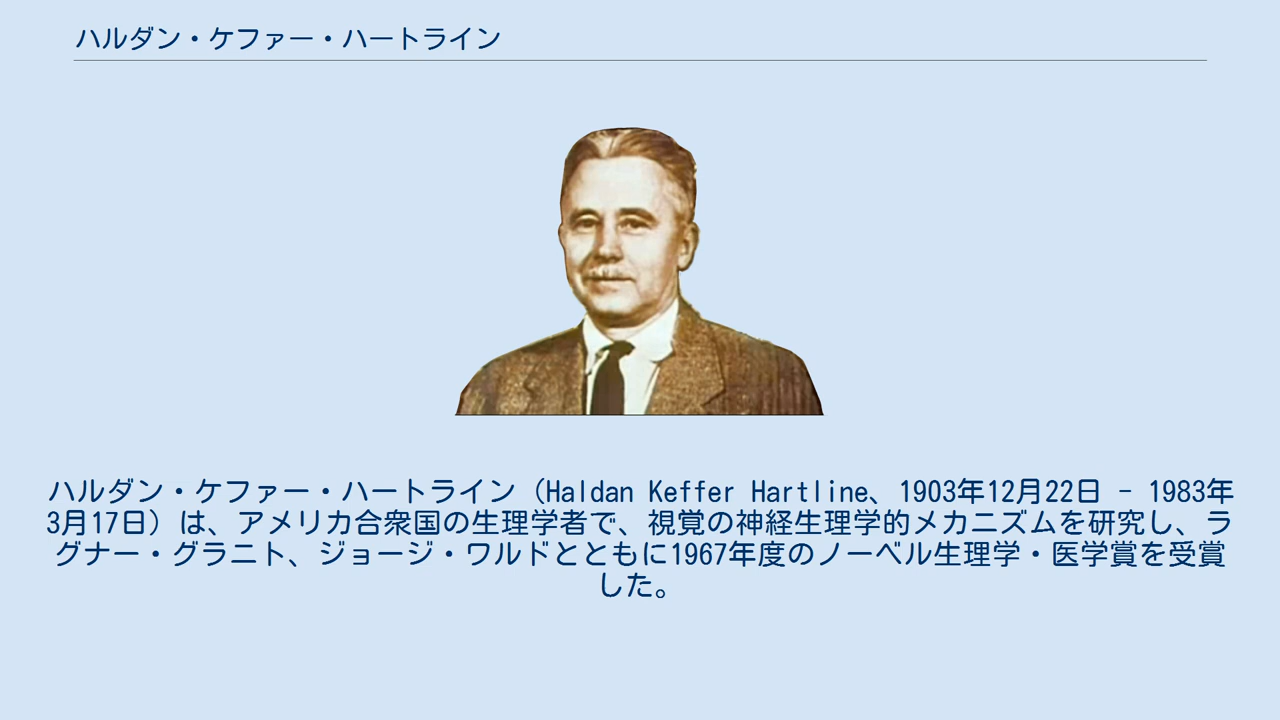 ハルダン・ケファー・ハートライン
ハルダン・ケファー・ハートライン（Haldan Keffer Hartline、1903年12月22日 - 1983年
3月17日）は、アメリカ合衆国の生理学者で、視覚の神経生理学的メカニズムを研究し、ラ
グナー・グラニト、ジョージ・ワルドとともに1967年度のノーベル生理学・医学賞を受賞
した。